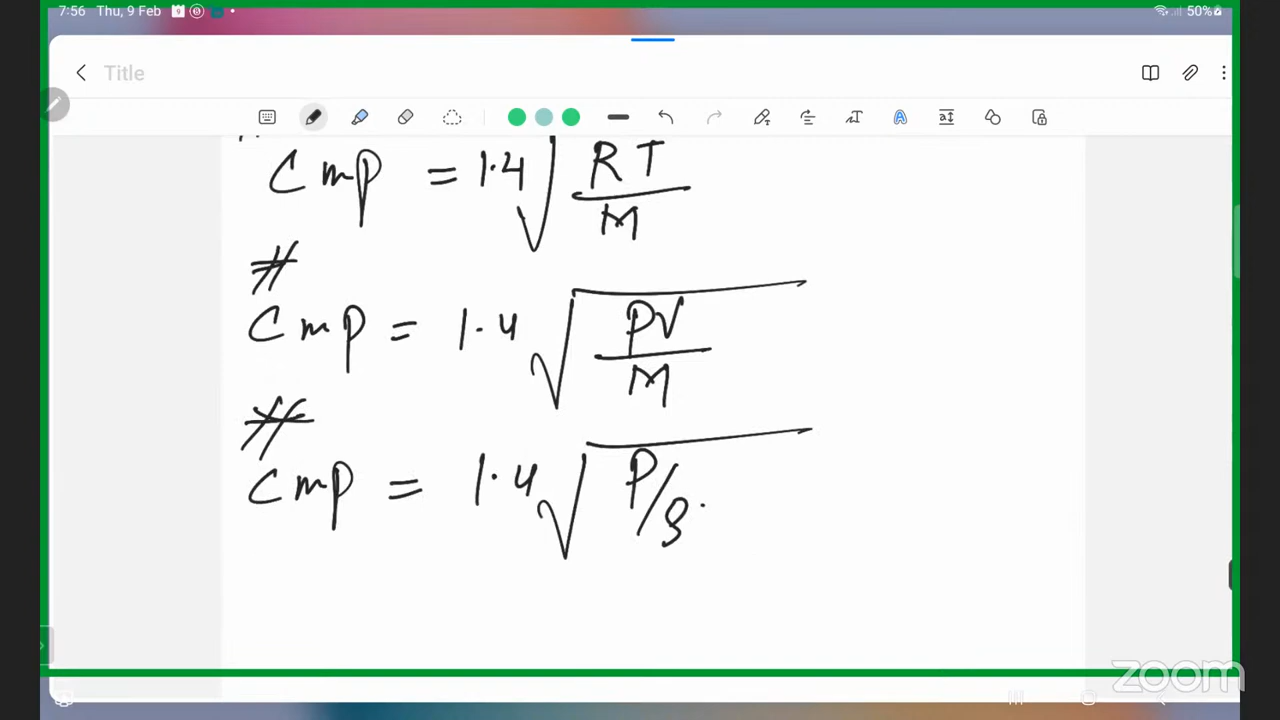 7:56 Thu, 9 Feb 50%
Title
Cmp = 1.4 √ RT / M
#
Cmp = 1.4 √ PV / M
#
Cmp = 1.4 √ P/ρ
zoom